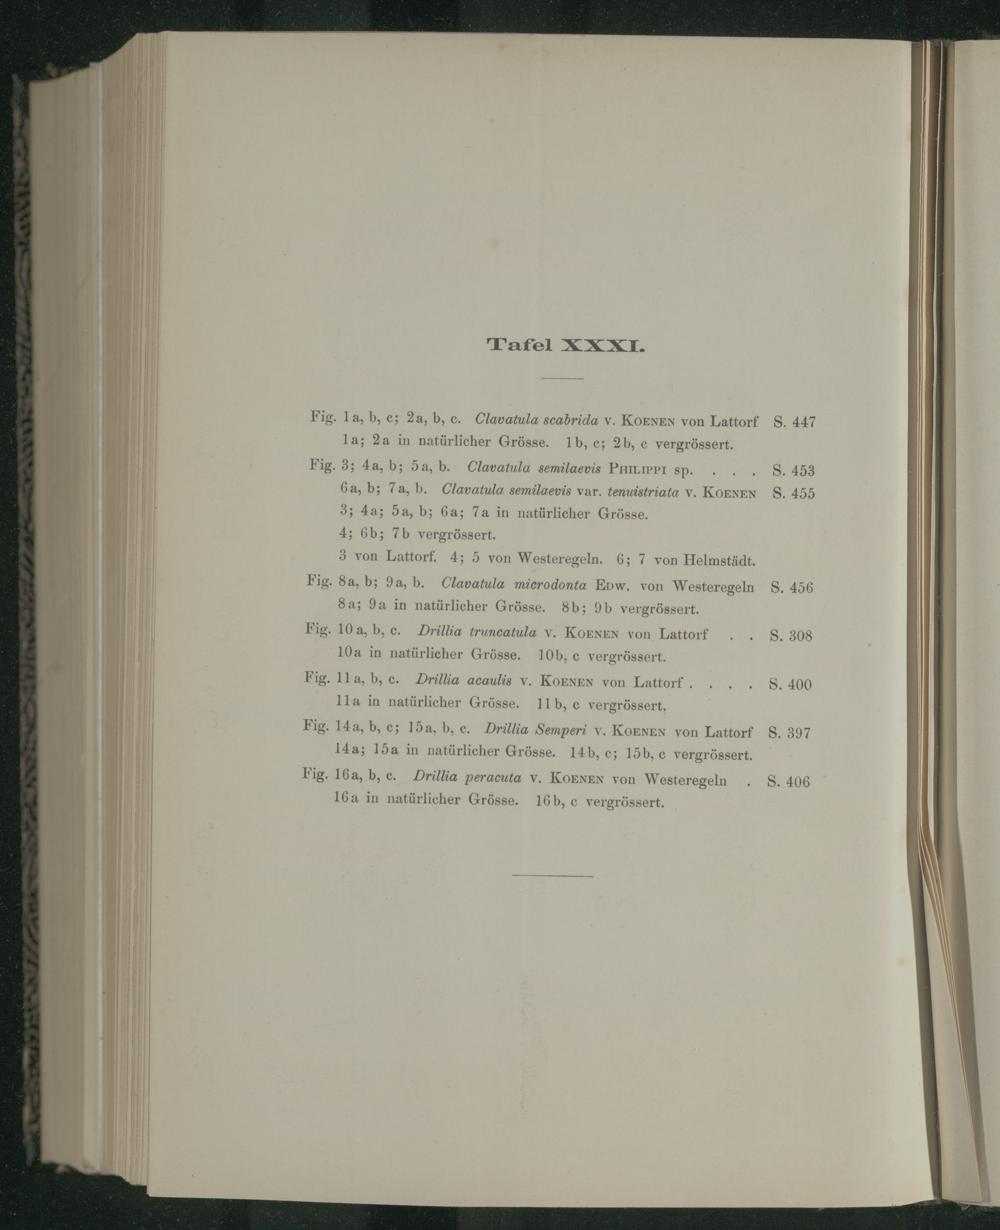 Tafel XXXI.
Fig. 1a, b, c; 2a, b, c. Clavatula scabrida v. Koenen von Lattorf S. 447
1a; 2a in natürlicher Grösse. 1b, c; 2b, c vergrössert.
Fig. 3; 4a, b; 5a, b. Clavatula semilaevis Philippi sp. . . . S. 453
6a, b; 7a, b. Clavatula semilaevis var. tenuistriata v. Koenen S. 455
3; 4a; 5a, b; 6a; 7a in natürlicher Grösse.
4; 6b; 7b vergrössert.
3 von Lattorf. 4; 5 von Westeregeln. 6; 7 von Helmstädt.
Fig. 8a, b; 9a, b. Clavatula microdonta Edw. von Westeregeln S. 456
8a; 9a in natürlicher Grösse. 8b; 9b vergrössert.
Fig. 10a, b, c. Drillia truncatula v. Koenen von Lattorf . . S. 308
10a in natürlicher Grösse. 10b, c vergrössert.
Fig. 11a, b, c. Drillia acaulis v. Koenen von Lattorf . . . . S. 400
11a in natürlicher Grösse. 11b, c vergrössert.
Fig. 14a, b, c; 15a, b, c. Drillia Semperi v. Koenen von Lattorf S. 397
14a; 15a in natürlicher Grösse. 14b, c; 15b, c vergrössert.
Fig. 16a, b, c. Drillia peracuta v. Koenen von Westeregeln . S. 406
16a in natürlicher Grösse. 16b, c vergrössert.